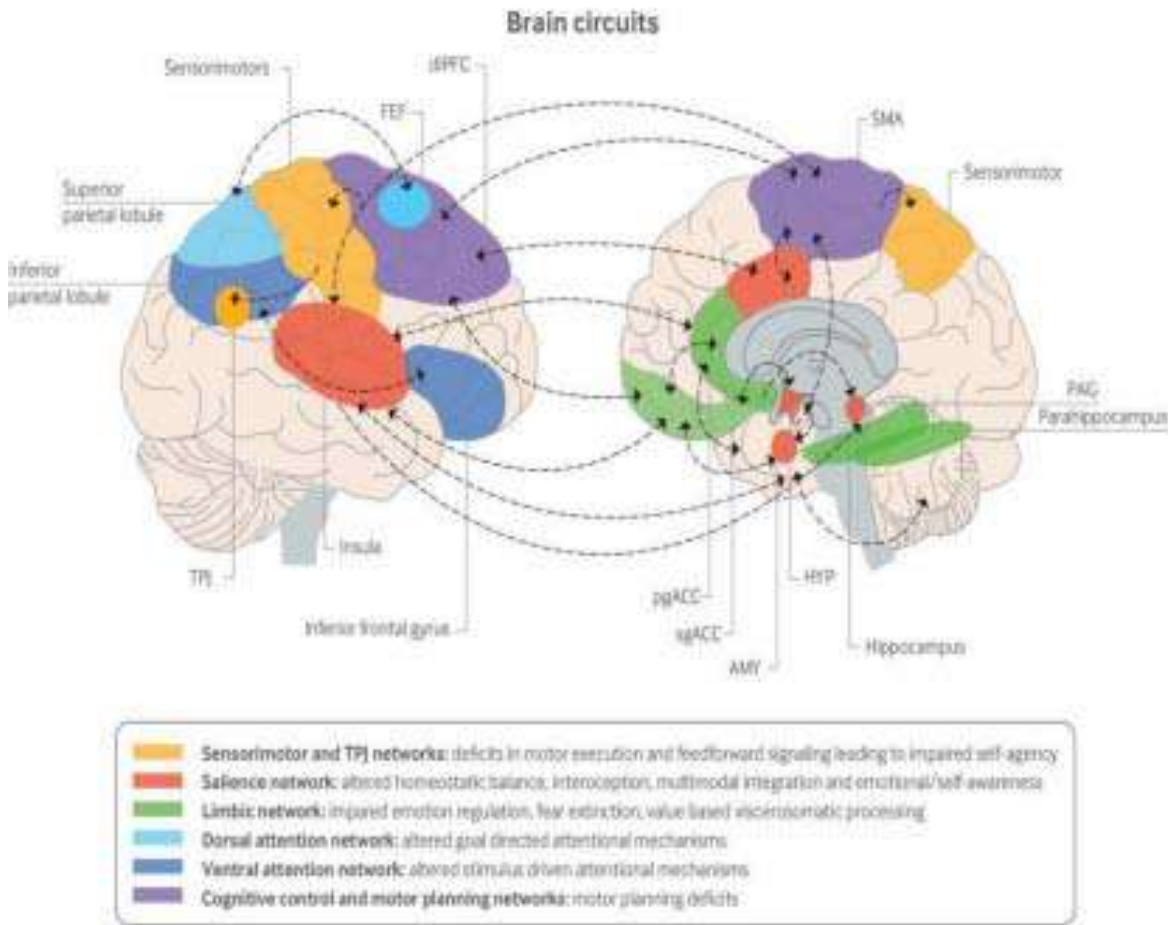 Brain circuits
Sensorimotors
dlPFC
FEF
SMA
Sensorimotor
Superior
parietal lobule
Inferior
parietal lobule
PAG
Parahippocampus
Insula
TPJ
HYP
pgACC
Inferior frontal gyrus
sgACC
Hippocampus
AMY
Sensorimotor and TPJ networks: deficits in motor execution and feedforward signaling leading to impaired self-agency
Salience network: altered homeostatic balance, interoception, multimodal integration and emotional/self-awareness
Limbic network: impaired emotion regulation, fear extinction, value based viscerosomatic processing
Dorsal attention network: altered goal directed attentional mechanisms
Ventral attention network: altered stimulus driven attentional mechanisms
Cognitive control and motor planning networks: motor planning deficits